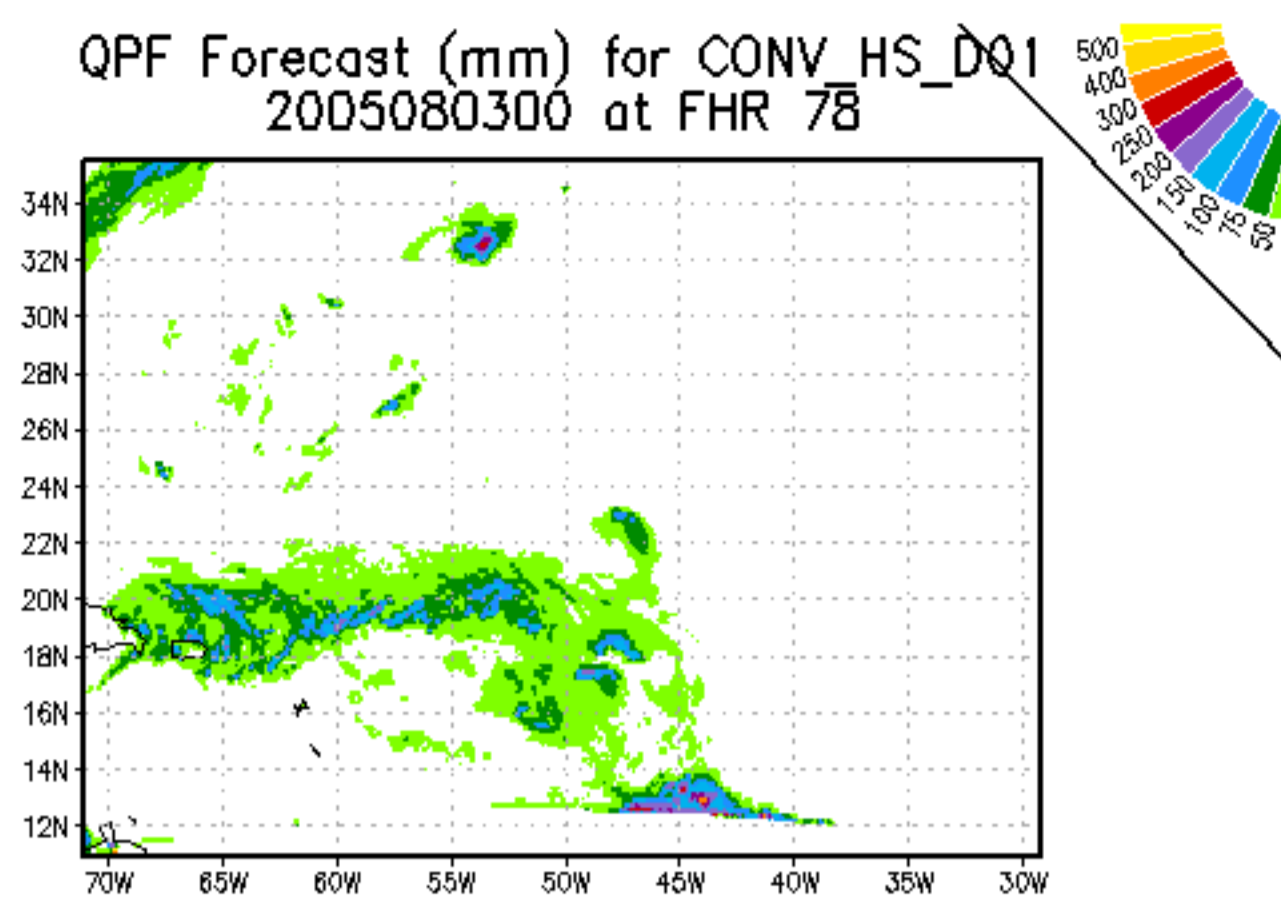 QPF Forecast (mm) for CONV_HS_D01
2005080300 at FHR 78
500
400
300
250
200
150
100
75
50
34N
32N
30N
28N
26N
24N
22N
20N
18N
16N
14N
12N
70W 65W 60W 55W 50W 45W 40W 35W 30W